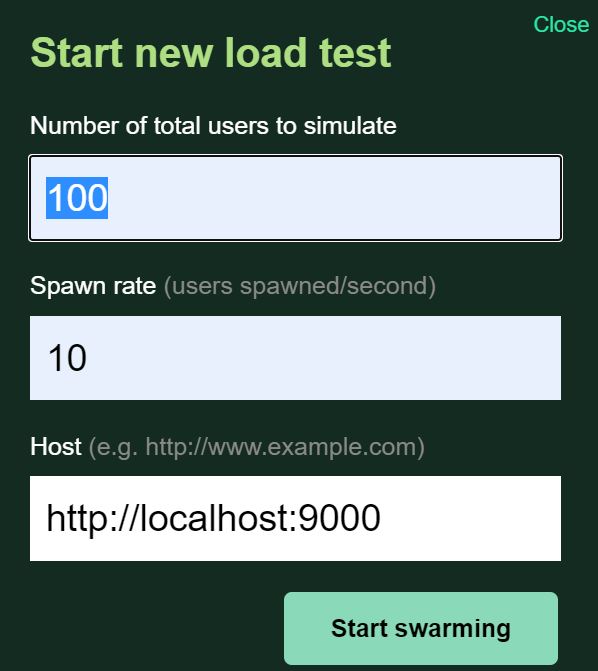 Close
Start new load test
Number of total users to simulate
100
Spawn rate (users spawned/second)
10
Host (e.g. http://www.example.com)
http://localhost:9000
Start swarming